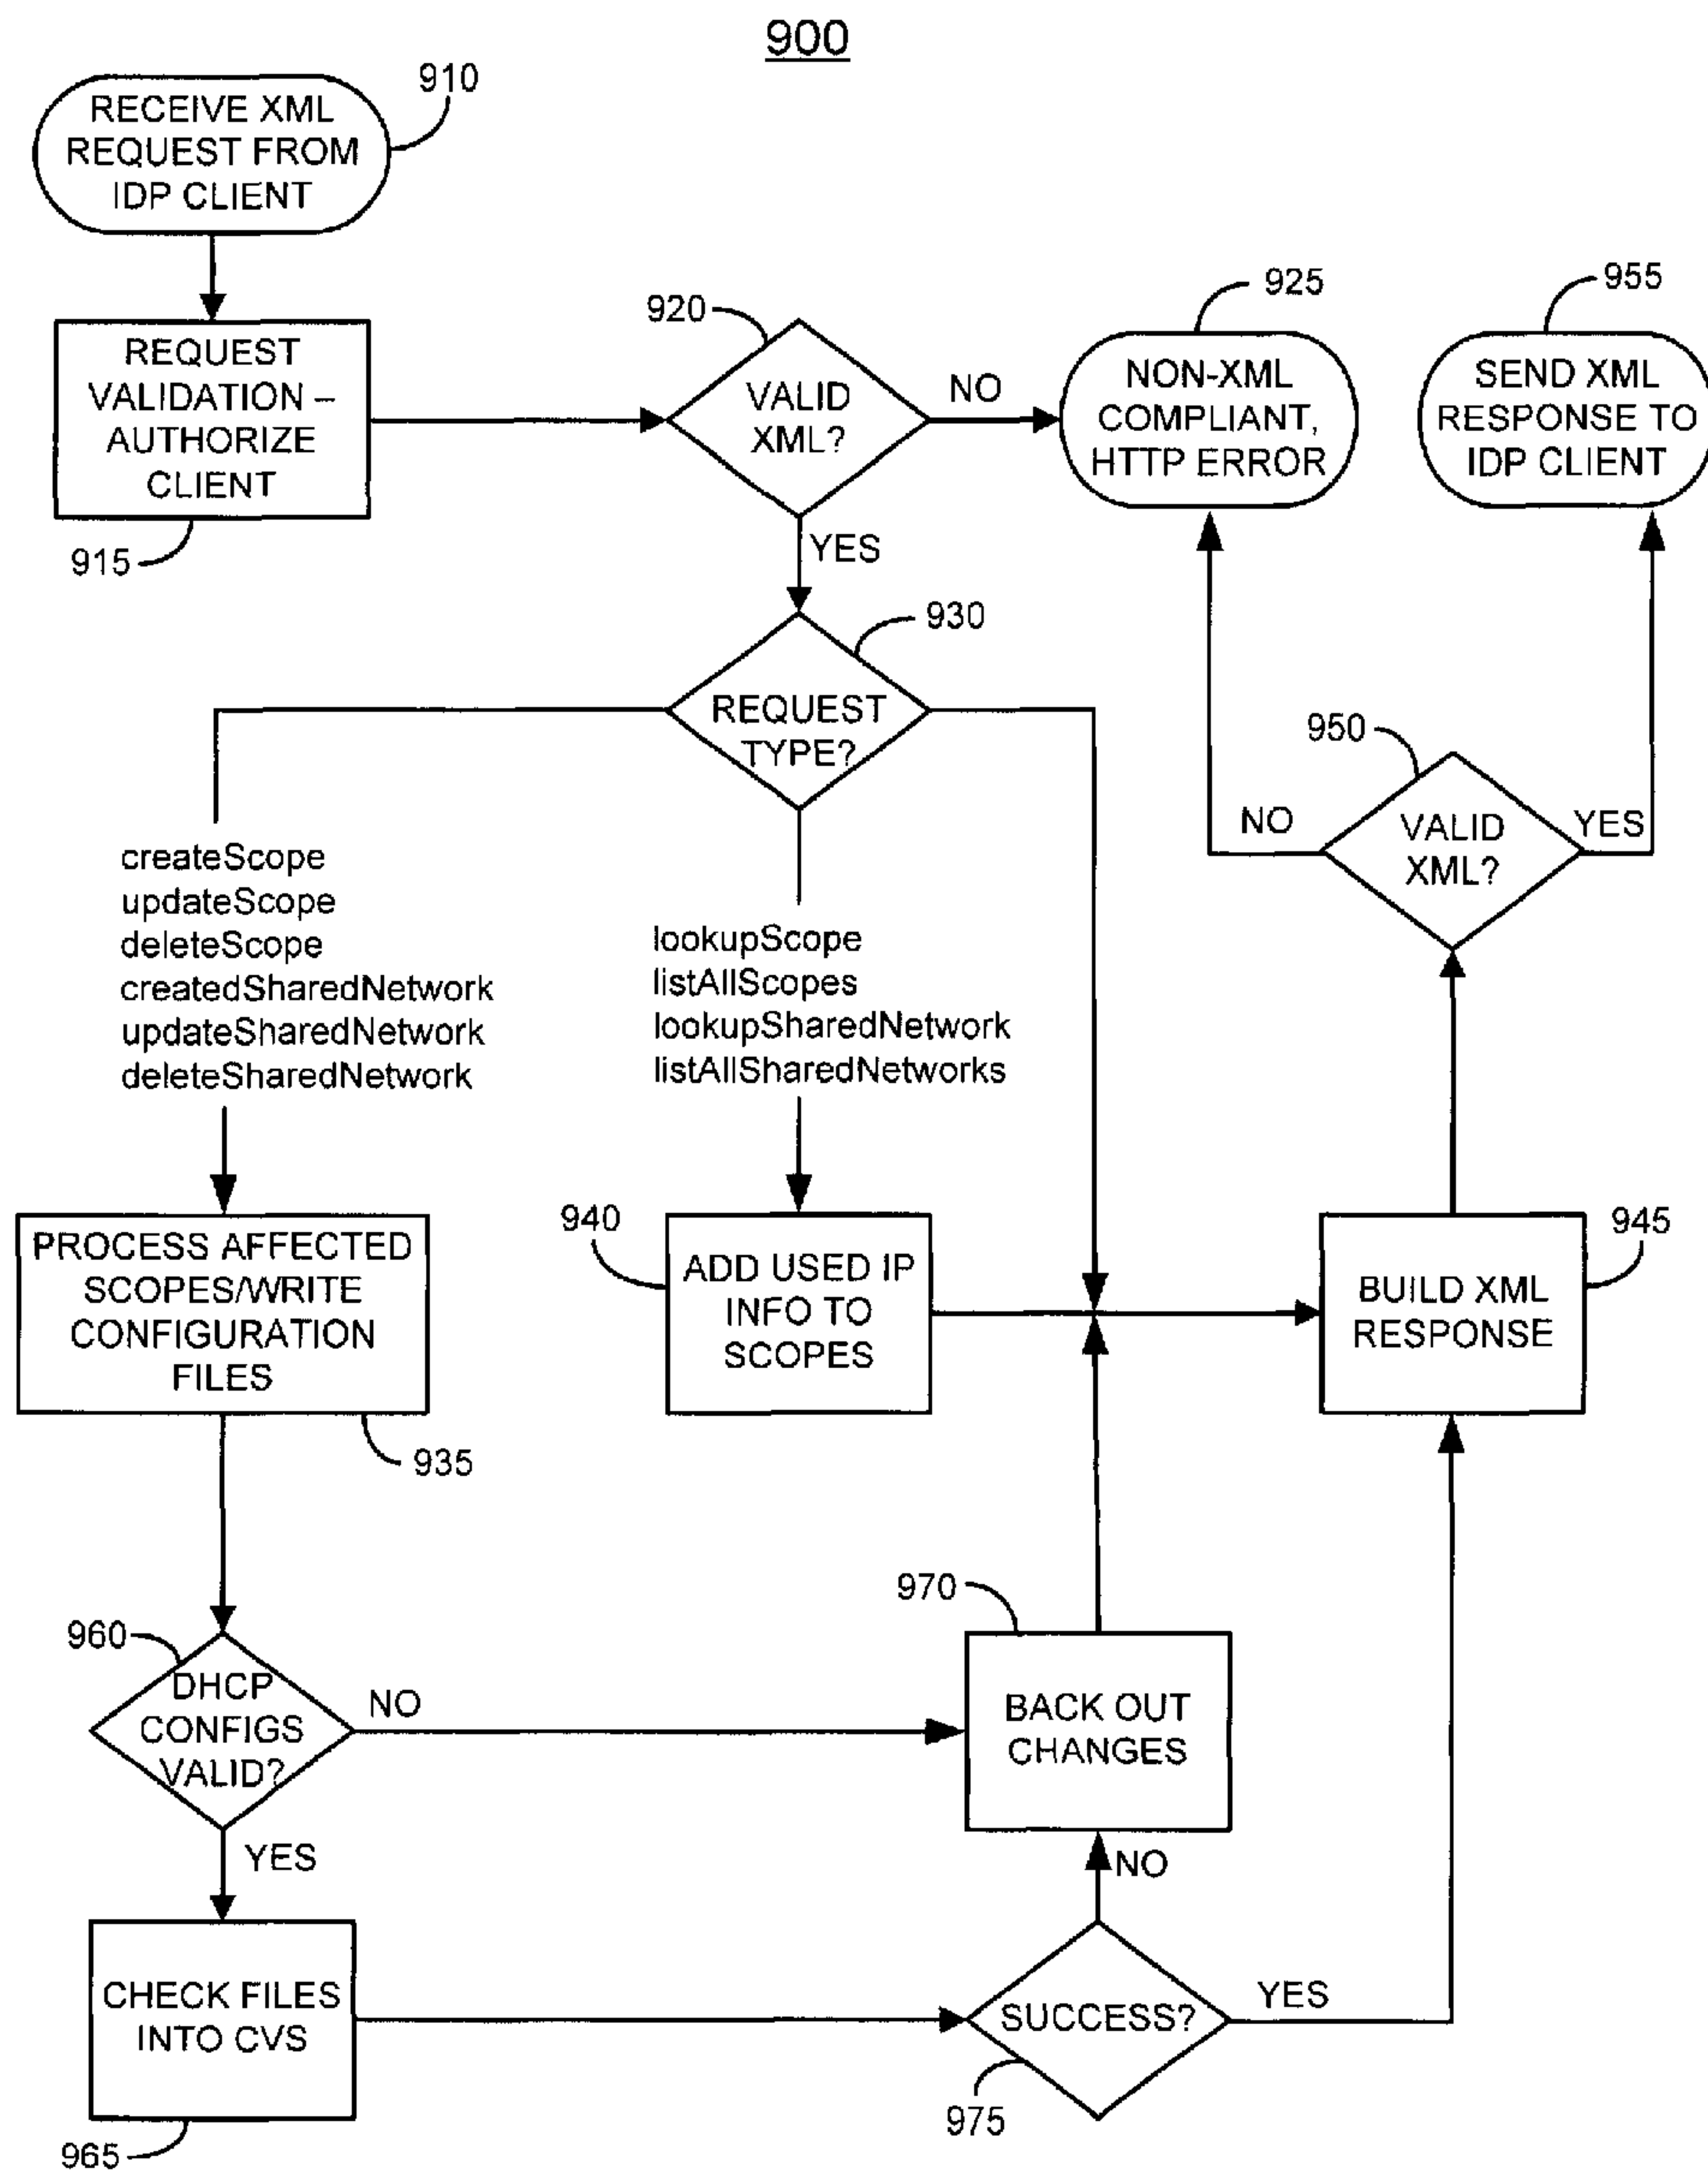 900
910
RECEIVE XML
REQUEST FROM
IDP CLIENT
REQUEST
VALIDATION –
AUTHORIZE
CLIENT
915
920
VALID
XML?
NO
YES
925
NON-XML
COMPLIANT,
HTTP ERROR
955
SEND XML
RESPONSE TO
IDP CLIENT
930
REQUEST
TYPE?
950
VALID
XML?
NO
YES
createScope
updateScope
deleteScope
createdSharedNetwork
updateSharedNetwork
deleteSharedNetwork
lookupScope
listAllScopes
lookupSharedNetwork
listAllSharedNetworks
PROCESS AFFECTED
SCOPES/WRITE
CONFIGURATION
FILES
935
940
ADD USED IP
INFO TO
SCOPES
945
BUILD XML
RESPONSE
960
DHCP
CONFIGS
VALID?
NO
YES
970
BACK OUT
CHANGES
NO
CHECK FILES
INTO CVS
965
SUCCESS?
YES
975